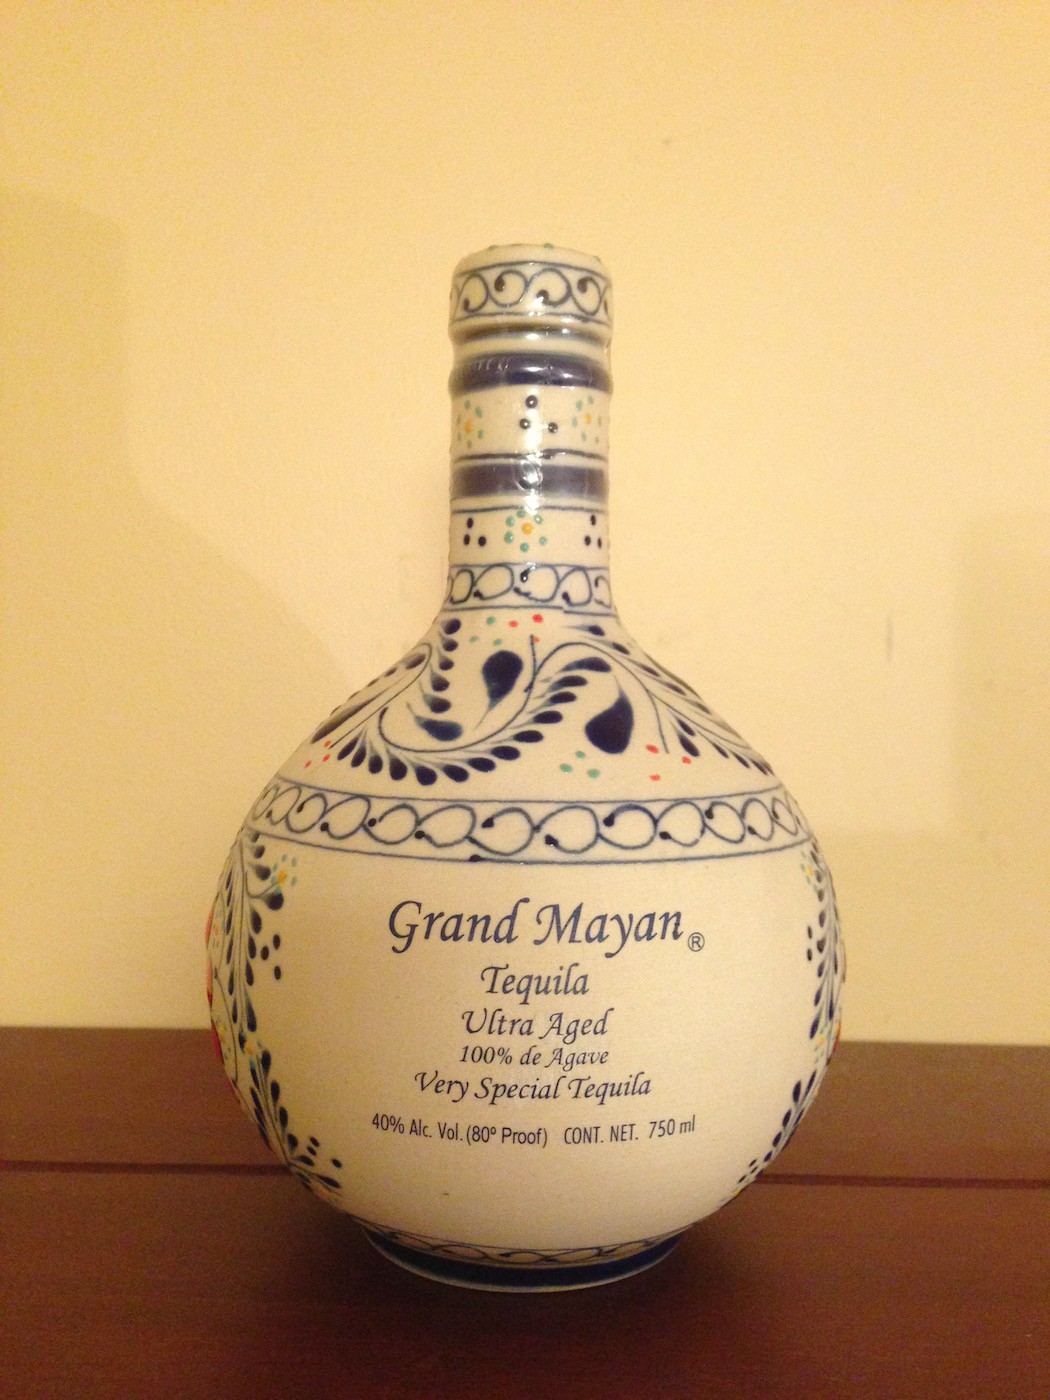 Grand Mayan®
Tequila
Ultra Aged
100% de Agave
Very Special Tequila
40% Alc. Vol. (80º Proof) CONT. NET. 750 ml